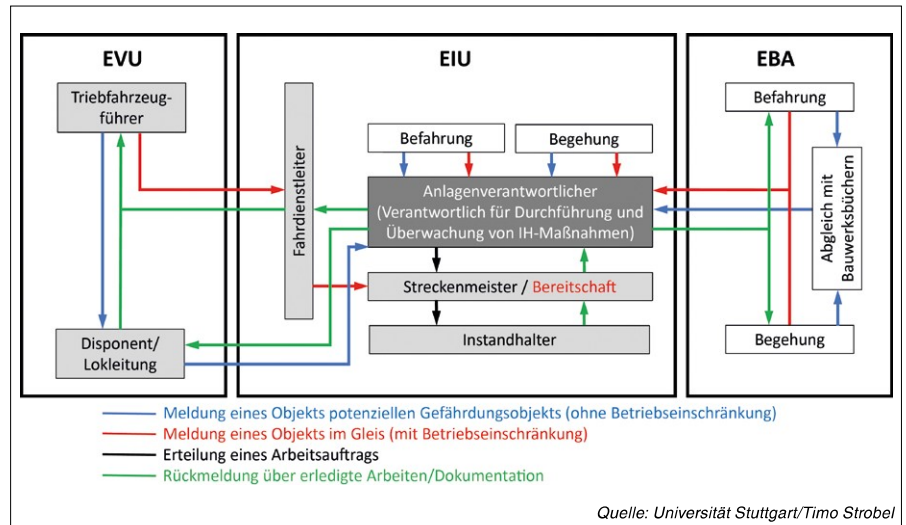 EVU
EIU
EBA
Triebfahrzeug-
führer
Disponent/
Lokleitung
Fahrdienstleiter
Befahrung
Begehung
Anlagenverantwortlicher
(Verantwortlich für Durchführung und
Überwachung von IH-Maßnahmen)
Streckenmeister / Bereitschaft
Instandhalter
Befahrung
Abgleich mit
Bauwerksbüchern
Begehung
Meldung eines Objekts potenziellen Gefährdungsobjekts (ohne Betriebseinschränkung)
Meldung eines Objekts im Gleis (mit Betriebseinschränkung)
Erteilung eines Arbeitsauftrags
Rückmeldung über erledigte Arbeiten/Dokumentation
Quelle: Universität Stuttgart/Timo Strobel